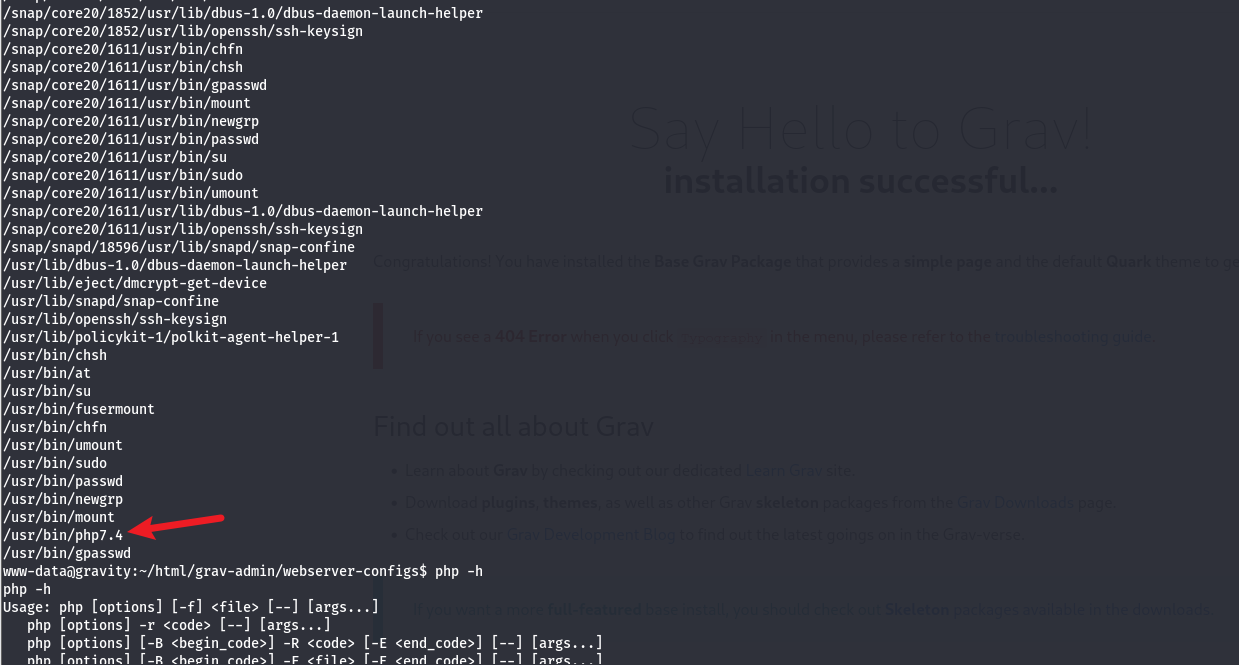 /snap/core20/1852/usr/lib/dbus-1.0/dbus-daemon-launch-helper
/snap/core20/1852/usr/lib/openssh/ssh-keysign
/snap/core20/1611/usr/bin/chfn
/snap/core20/1611/usr/bin/chsh
/snap/core20/1611/usr/bin/gpasswd
/snap/core20/1611/usr/bin/mount
/snap/core20/1611/usr/bin/newgrp
/snap/core20/1611/usr/bin/passwd
/snap/core20/1611/usr/bin/su
/snap/core20/1611/usr/bin/sudo
/snap/core20/1611/usr/bin/umount
/snap/core20/1611/usr/lib/dbus-1.0/dbus-daemon-launch-helper
/snap/core20/1611/usr/lib/openssh/ssh-keysign
/snap/snapd/18596/usr/lib/snapd/snap-confine
/usr/lib/dbus-1.0/dbus-daemon-launch-helper
/usr/lib/eject/dmcrypt-get-device
/usr/lib/snapd/snap-confine
/usr/lib/openssh/ssh-keysign
/usr/lib/policykit-1/polkit-agent-helper-1
/usr/bin/chsh
/usr/bin/at
/usr/bin/su
/usr/bin/fusermount
/usr/bin/chfn
/usr/bin/umount
/usr/bin/sudo
/usr/bin/passwd
/usr/bin/newgrp
/usr/bin/mount
/usr/bin/php7.4
/usr/bin/gpasswd
www-data@gravity:~/html/grav-admin/webserver-configs$ php -h
php -h
Usage: php [options] [-f] <file> [--] [args...]
   php [options] -r <code> [--] [args...]
   php [options] [-B <begin_code>] -R <code> [-E <end_code>] [--] [args...]
   php [options] [-B <begin_code>] -F <file> [-E <end_code>] [--] [args...]
Say Hello to Grav!
installation successful...
Congratulations! You have installed the Base Grav Package that provides a simple page and the default Quark theme to ge
If you see a 404 Error when you click Typography in the menu, please refer to the troubleshooting guide.
Find out all about Grav
• Learn about Grav by checking out our dedicated Learn Grav site.
• Download plugins, themes, as well as other Grav skeleton packages from the Grav Downloads page.
• Check out our Grav Development Blog to find out the latest goings on in the Grav-verse.
If you want a more full-featured base install, you should check out Skeleton packages available in the downloads.